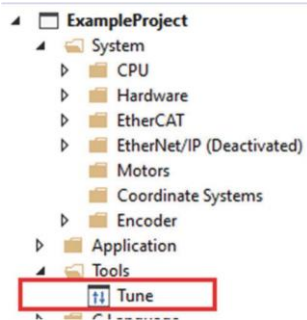 ExampleProject
System
CPU
Hardware
EtherCAT
EtherNet/IP (Deactivated)
Motors
Coordinate Systems
Encoder
Application
Tools
Tune